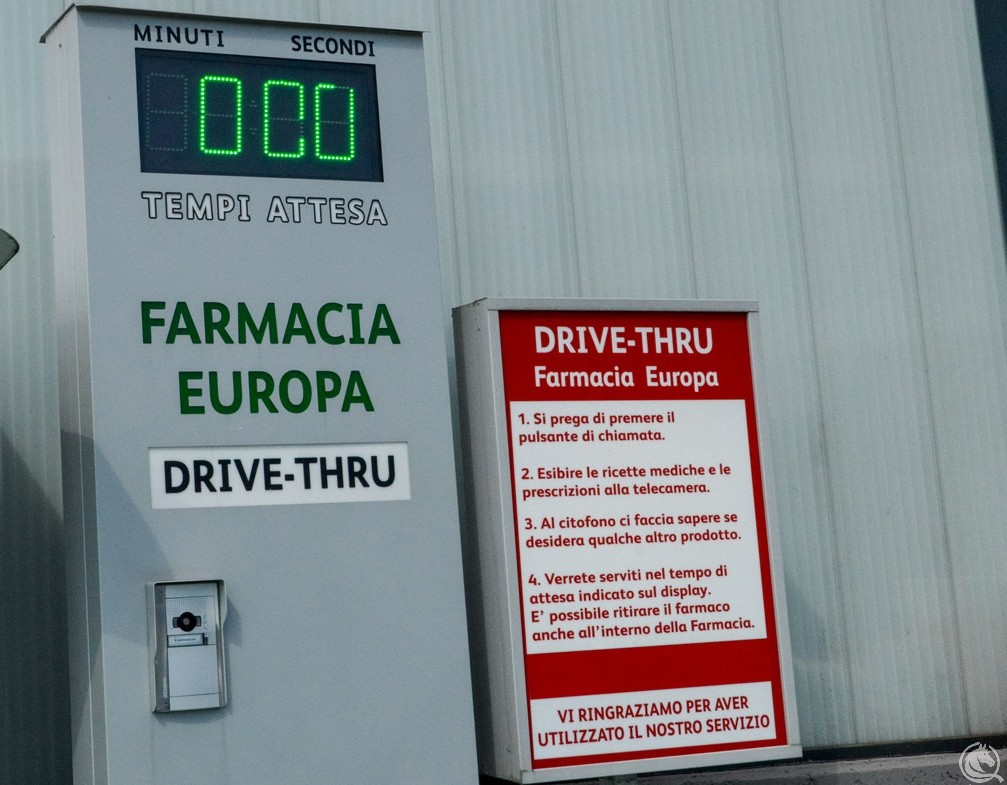 MINUTI SECONDI
0:00
TEMPI ATTESA
FARMACIA
EUROPA
DRIVE-THRU
DRIVE-THRU
Farmacia Europa
1. Si prega di premere il
pulsante di chiamata.
2. Esibire le ricette mediche e le
prescrizioni alla telecamera.
3. Al citofono ci faccia sapere se
desidera qualche altro prodotto.
4. Verrete serviti nel tempo di
attesa indicato sul display.
E' possibile ritirare il farmaco
anche all'interno della Farmacia.
VI RINGRAZIAMO PER AVER
UTILIZZATO IL NOSTRO SERVIZIO